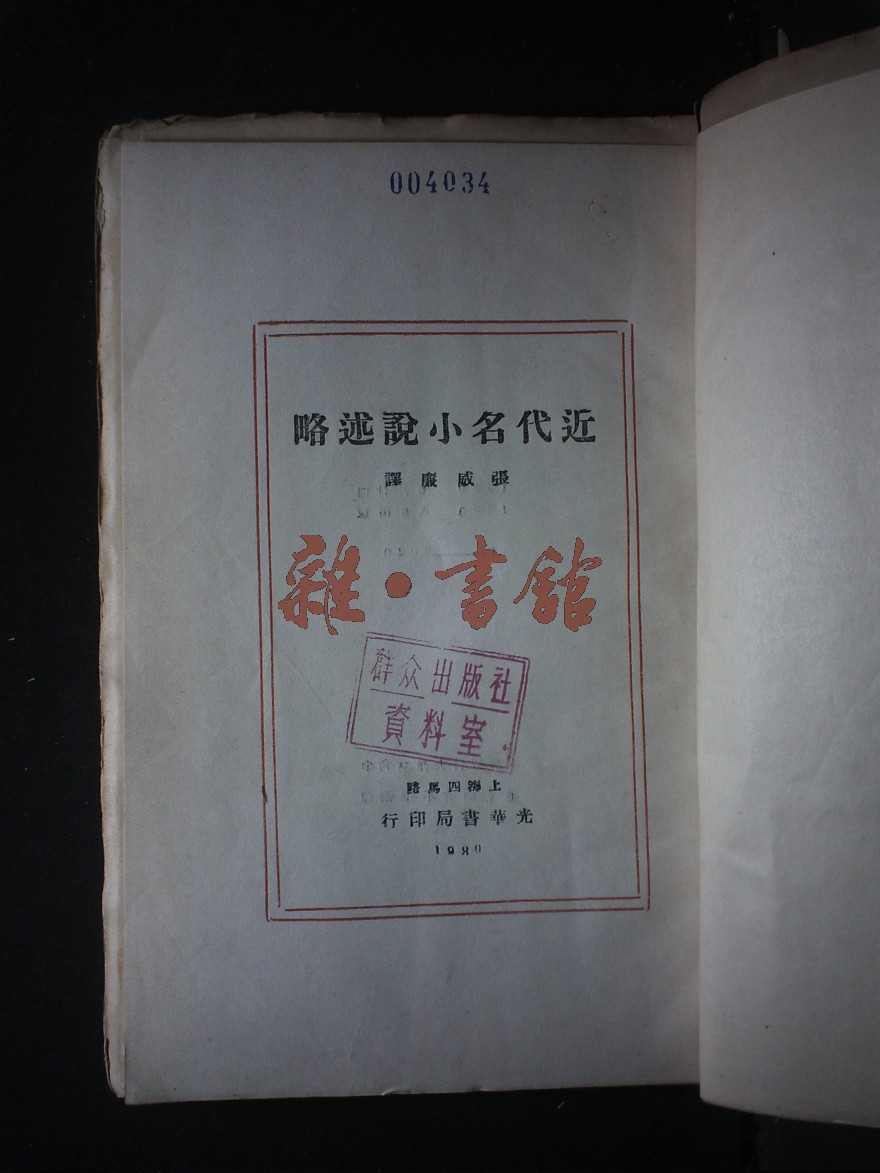 004034
近代名小說述略
張威廉譯
雜·書館
群众出版社
資料室
上海四馬路
光華書局印行
1930